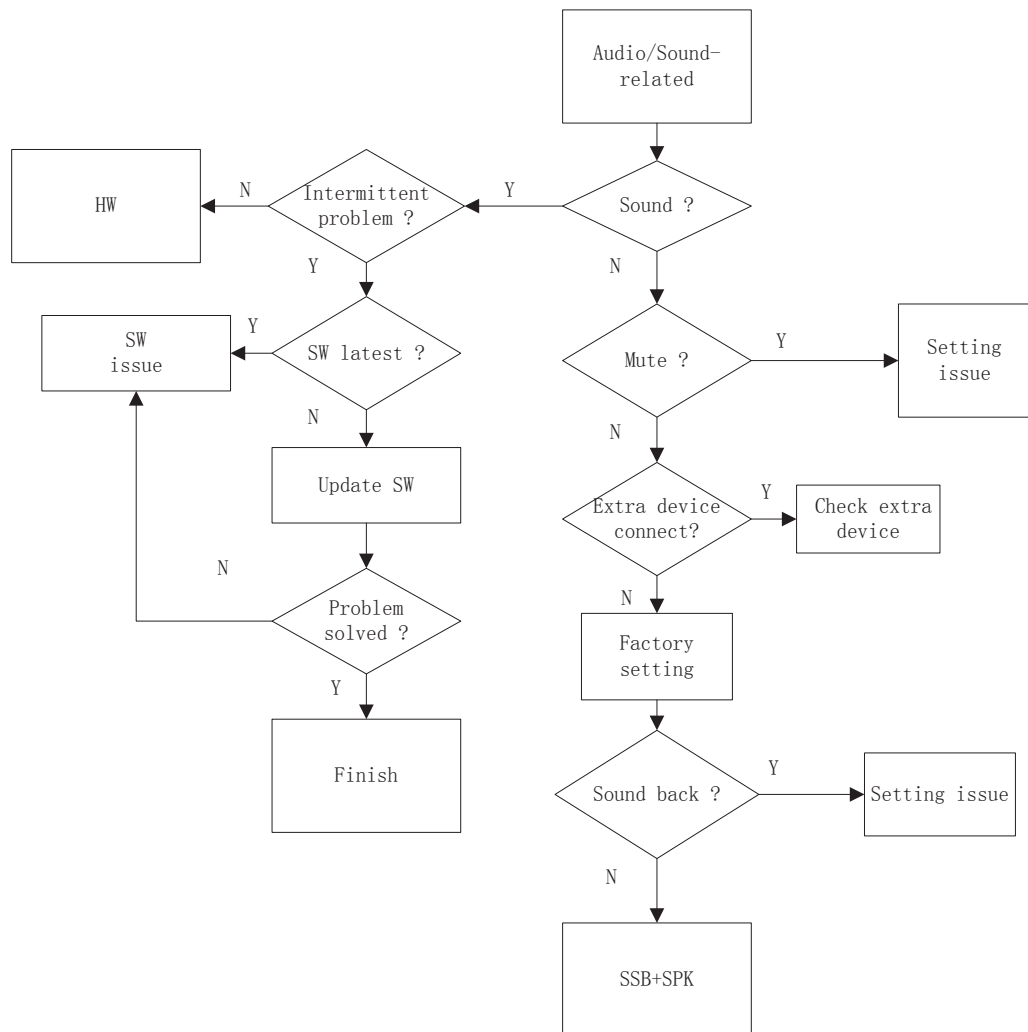 Audio/Sound-
related
HW
N
Intermittent
problem ?
Y
Sound ?
Y
N
SW
issue
Y
SW latest ?
Mute ?
Y
Setting
issue
N
N
Update SW
Extra device
connect?
Y
Check extra
device
N
N
Problem
solved ?
Factory
setting
Y
Finish
Sound back ?
Y
Setting issue
N
SSB+SPK